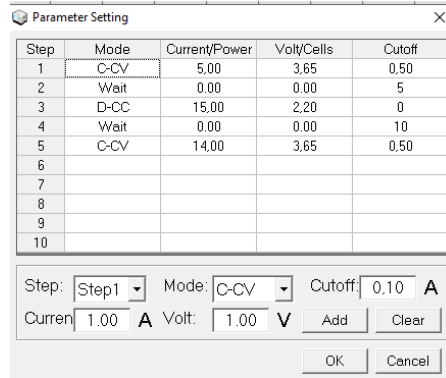 Parameter Setting
Step Mode Current/Power Volt/Cells Cutoff
1 C-CV 5,00 3,65 0,50
2 Wait 0.00 0.00 5
3 D-CC 15,00 2,20 0
4 Wait 0.00 0.00 10
5 C-CV 14,00 3,65 0,50
6
7
8
9
10
Step: Step1 Mode: C-CV Cutoff: 0,10 A
Curren 1.00 A Volt: 1.00 V Add Clear
OK Cancel